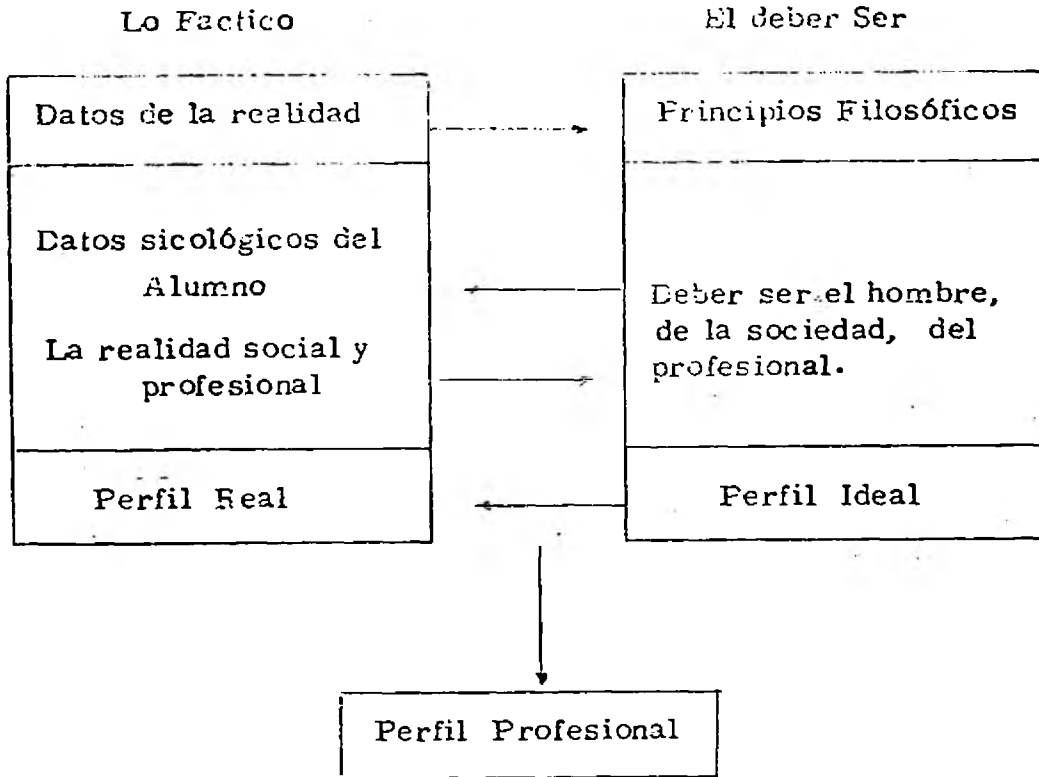 Lo Factico
El deber Ser
Datos de la realidad
Principios Filosóficos
Datos sicológicos del
Alumno
La realidad social y
profesional
Deber ser el hombre,
de la sociedad, del
profesional.
Perfil Real
Perfil Ideal
Perfil Profesional